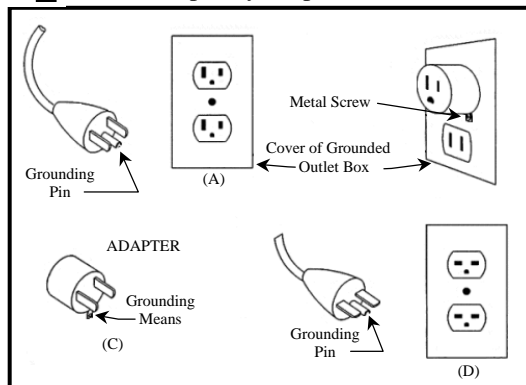 Metal Screw
Cover of Grounded
Outlet Box
Grounding
Pin
(A)
ADAPTER
Grounding
Means
(C)
Grounding
Pin
(D)